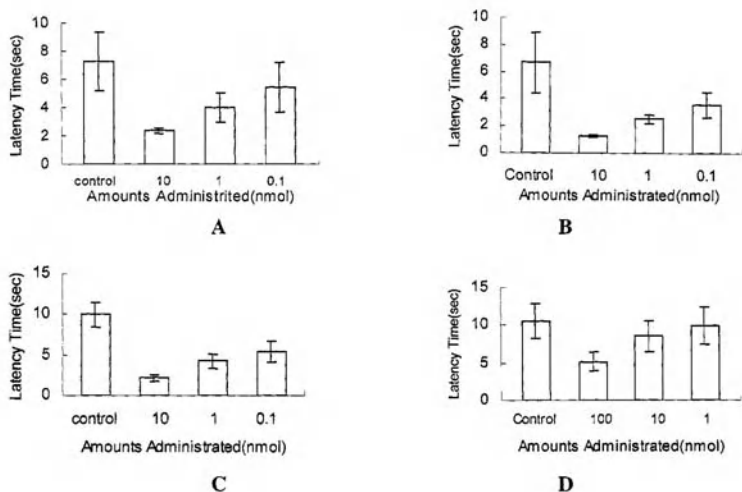 10
8
6
4
2
0
Latency Time(sec)
control 10 1 0.1
Amounts Administrited(nmol)
A
10
8
6
4
2
0
Latency Time(sec)
Control 10 1 0.1
Amounts Administrated(nmol)
B
15
10
5
0
Latency Time(sec)
control 10 1 0.1
Amounts Administrated(nmol)
C
15
10
5
0
Latency Time(sec)
Control 100 10 1
Amounts Administrated(nmol)
D